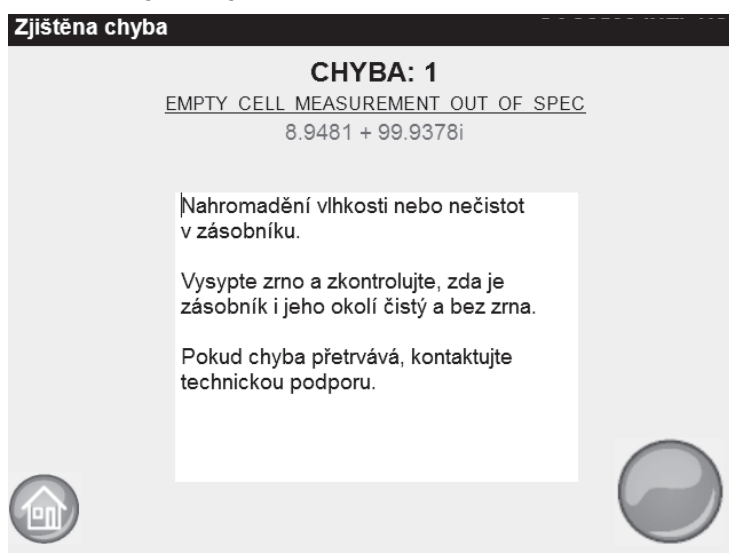 Zjištěna chyba
CHYBA: 1
EMPTY CELL MEASUREMENT OUT OF SPEC
8.9481 + 99.9378i
Nahromadění vlhkosti nebo nečistot
v zásobníku.
Vysypte zrno a zkontrolujte, zda je
zásobník i jeho okolí čistý a bez zrna.
Pokud chyba přetrvává, kontaktujte
technickou podporu.